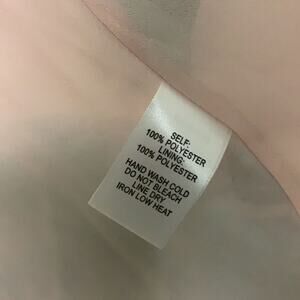 SELF:
100% POLYESTER
LINING:
100% POLYESTER
HAND WASH COLD
DO NOT BLEACH
LINE DRY
IRON LOW HEAT